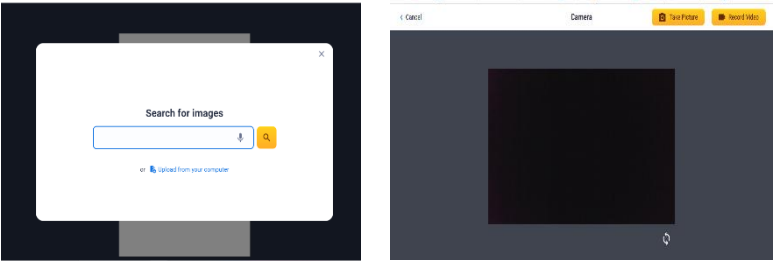 Search for images
or Upload from your computer
< Cancel
Camera
Take Picture
Record Video